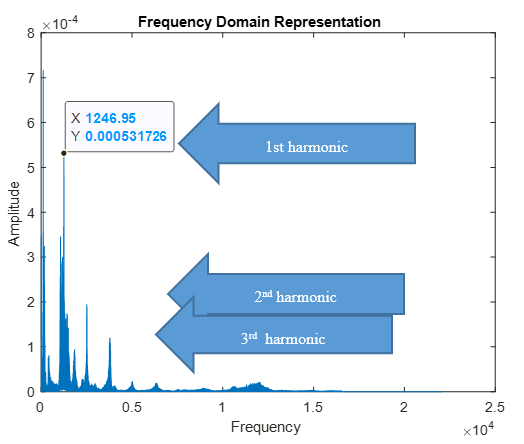 Frequency Domain Representation
×10⁻⁴
8
7
6
5
4
3
2
1
0
Amplitude
X 1246.95
Y 0.000531726
1st harmonic
2nd harmonic
3rd harmonic
0 0.5 1 1.5 2 2.5
Frequency
×10⁴